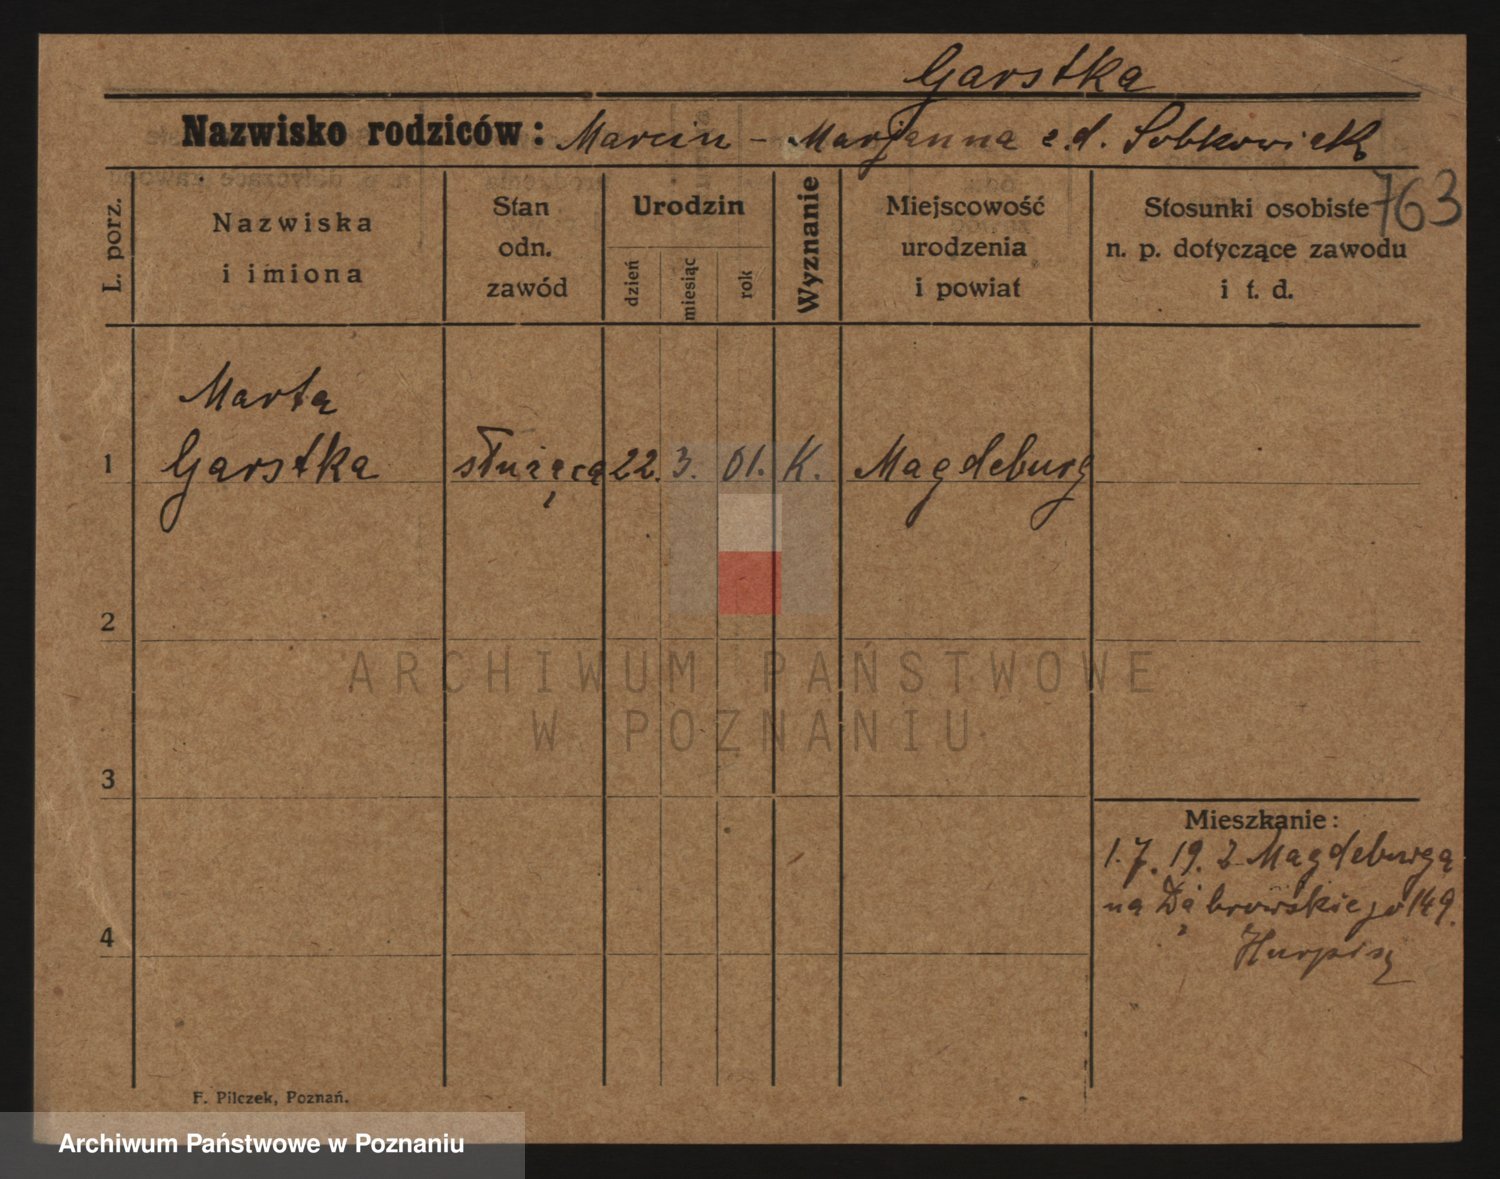 Garstka
Nazwisko rodziców: Marcin - Marjanna z.d. Sobkowiak
763
L. porz.
Nazwiska
i imiona
Stan
odn.
zawód
Urodzin
dzień
miesiąc
rok
Wyznanie
Miejscowość
urodzenia
i powiat
Stosunki osobiste
n. p. dotyczące zawodu
i t. d.
Marta
1 Garstka służąca 22. 3. 01. K. Magdeburg
2
ARCHIWUM PAŃSTWOWE
W POZNANIU
3
Mieszkanie:
1.7.19. z Magdeburga
na Dąbrowskiego 149.
4
F. Pilczek, Poznań.
Archiwum Państwowe w Poznaniu